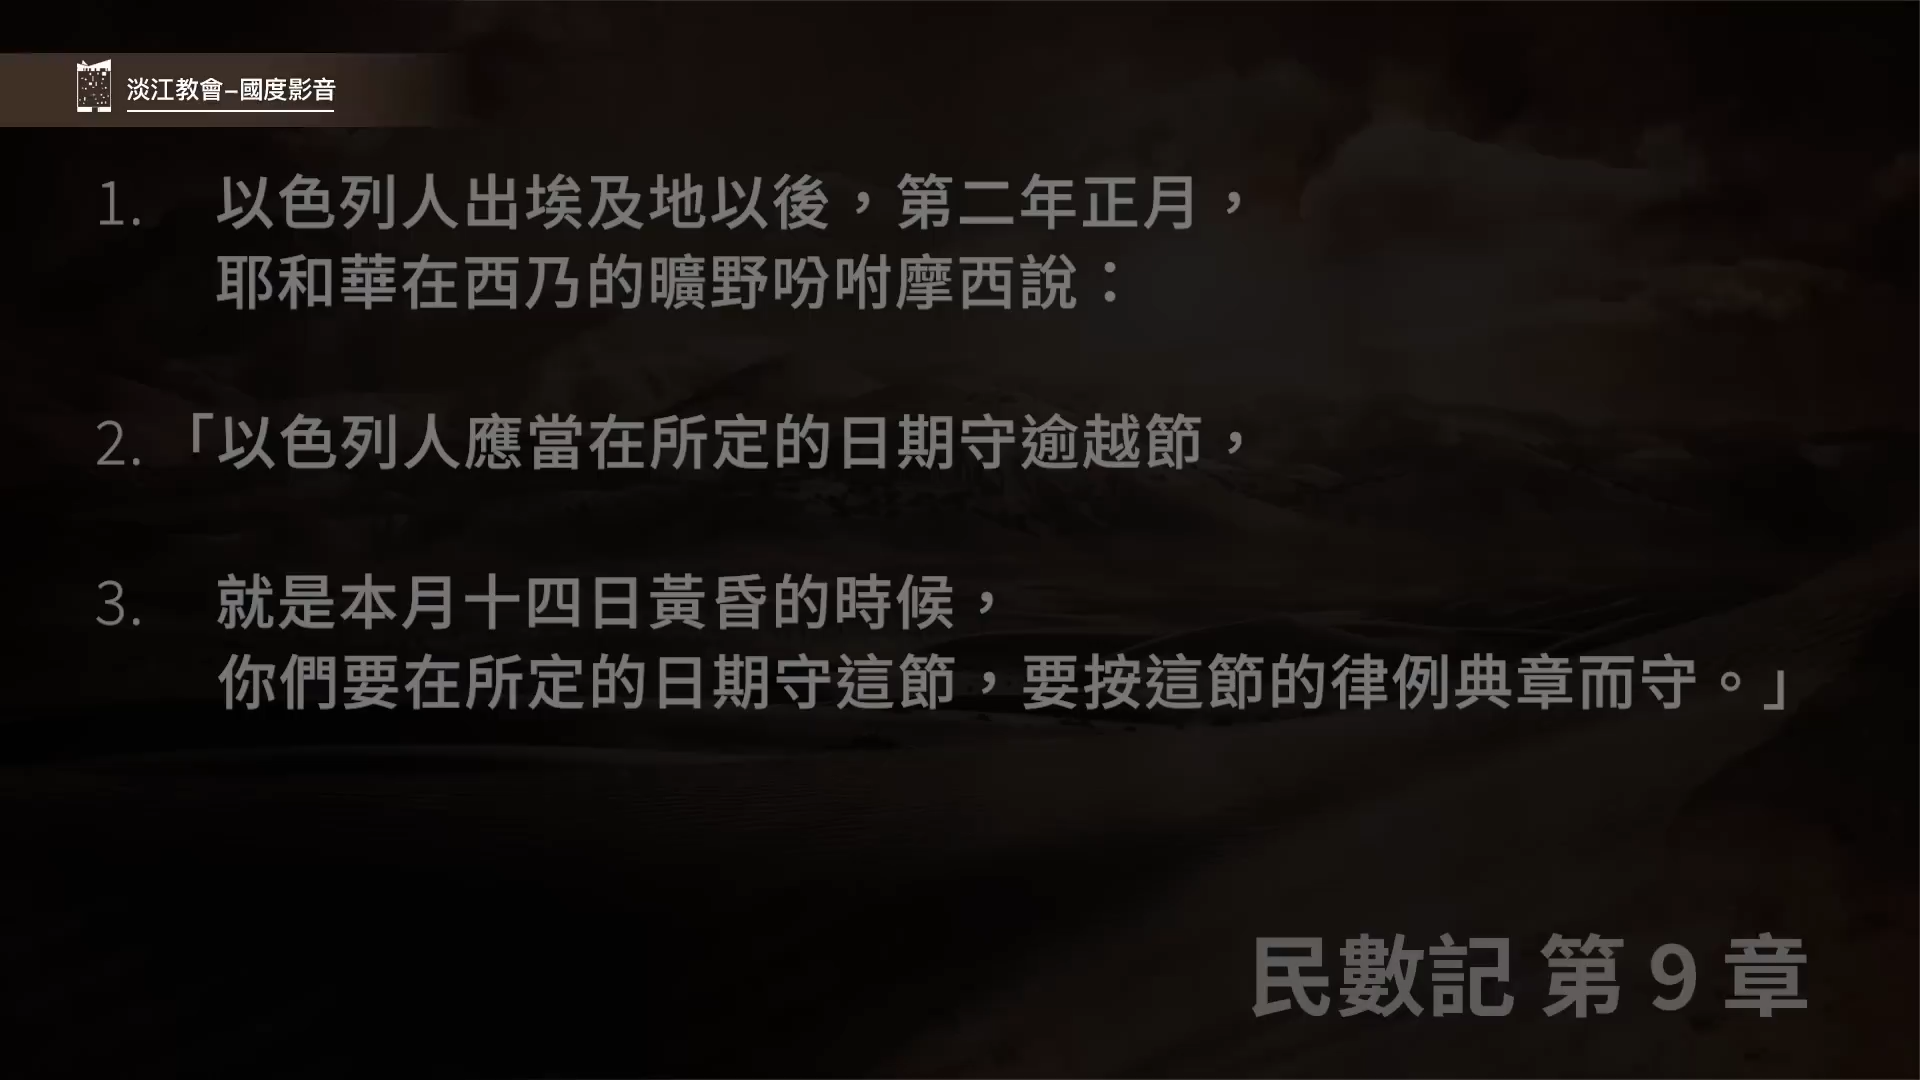 淡江教會–國度影音
1. 以色列人出埃及地以後，第二年正月，
耶和華在西乃的曠野吩咐摩西說：
2. 「以色列人應當在所定的日期守逾越節，
3. 就是本月十四日黃昏的時候，
你們要在所定的日期守這節，要按這節的律例典章而守。」
民數記 第 9 章